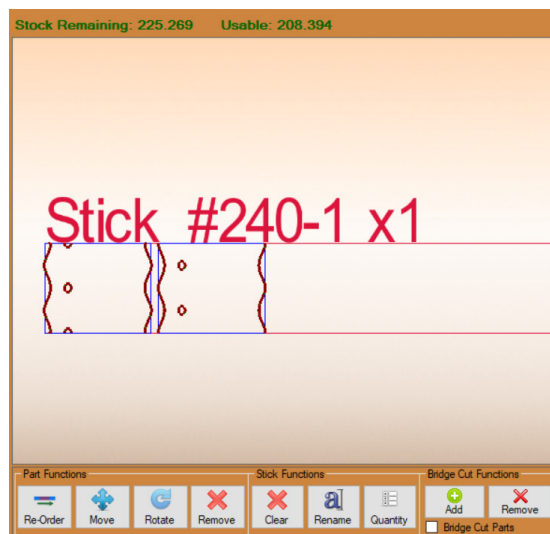 Stock Remaining: 225.269 Usable: 208.394
Stick #240-1 x1
Part Functions Stick Functions Bridge Cut Functions
Re-Order Move Rotate Remove Clear Rename Quantity Add Remove
Bridge Cut Parts